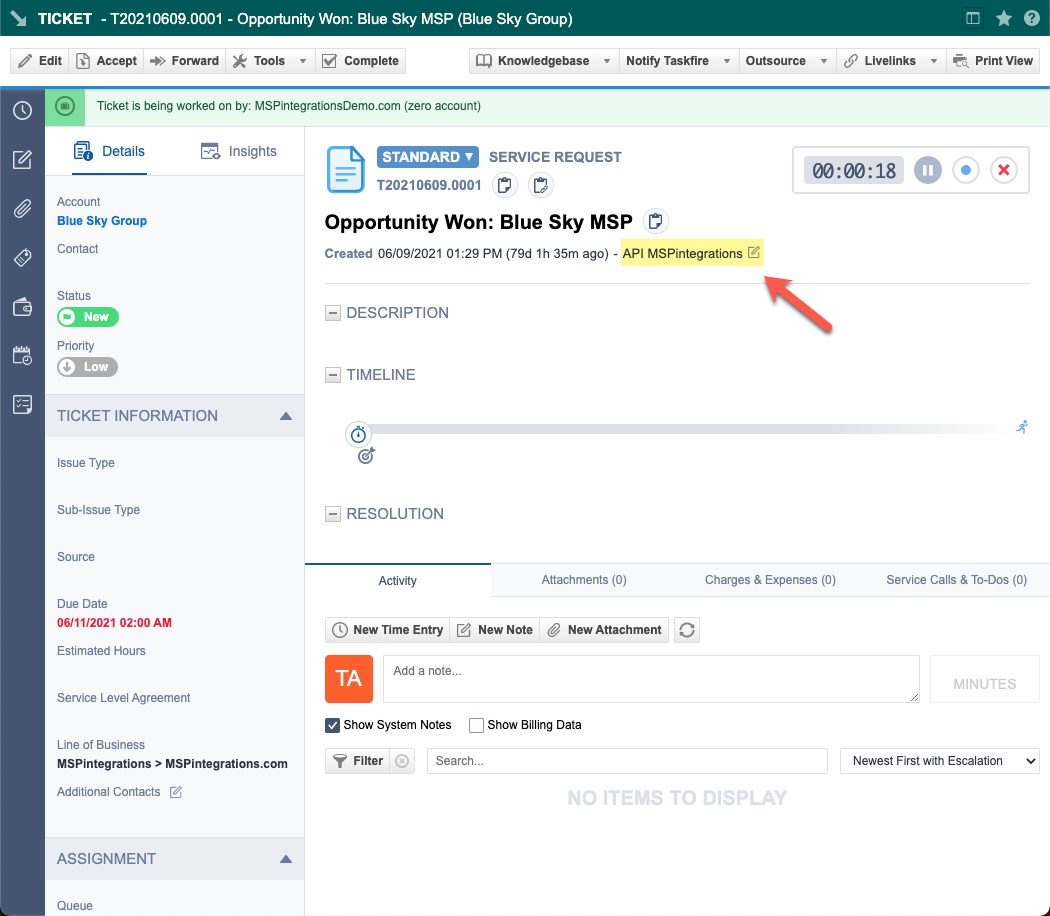 TICKET - T20210609.0001 - Opportunity Won: Blue Sky MSP (Blue Sky Group)
Edit Accept Forward Tools Complete Knowledgebase Notify Taskfire Outsource Livelinks Print View
Ticket is being worked on by: MSPintegrationsDemo.com (zero account)
Details Insights
Account
Blue Sky Group
Contact
Status
New
Priority
Low
TICKET INFORMATION
Issue Type
Sub-Issue Type
Source
Due Date
06/11/2021 02:00 AM
Estimated Hours
Service Level Agreement
Line of Business
MSPintegrations > MSPintegrations.com
Additional Contacts
ASSIGNMENT
Queue
STANDARD ▼ SERVICE REQUEST
T20210609.0001
00:00:18
Opportunity Won: Blue Sky MSP
Created 06/09/2021 01:29 PM (79d 1h 35m ago) - API MSPintegrations
DESCRIPTION
TIMELINE
RESOLUTION
Activity Attachments (0) Charges & Expenses (0) Service Calls & To-Dos (0)
New Time Entry New Note New Attachment
TA Add a note... MINUTES
Show System Notes Show Billing Data
Filter Search... Newest First with Escalation
NO ITEMS TO DISPLAY